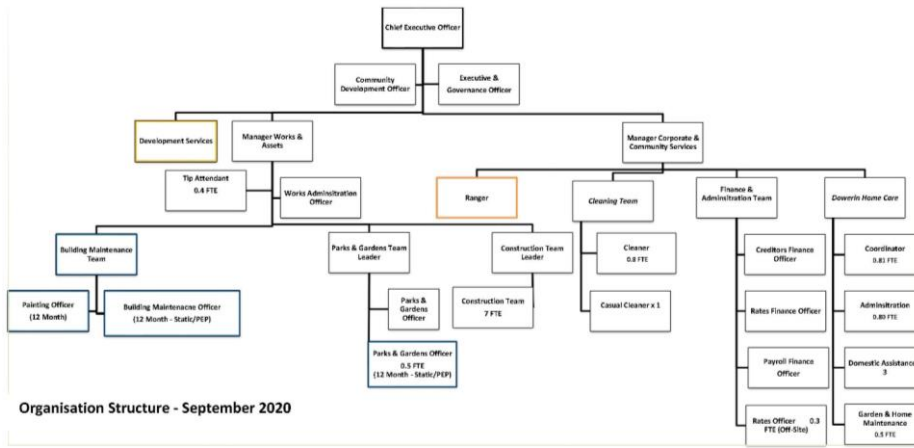 Chief Executive Officer
Community
Development Officer
Executive &
Governance Officer
Development Services
Manager Works &
Assets
Manager Corporate &
Community Services
Tip Attendant
0.4 FTE
Works Adminsitration
Officer
Ranger
Cleaning Team
Finance &
Adminsitration Team
Dowerin Home Care
Building Maintenance
Team
Parks & Gardens Team
Leader
Construction Team
Leader
Cleaner
0.8 FTE
Creditors Finance
Officer
Coordinator
0.83 FTE
Painting Officer
(12 Month)
Building Maintenacne Officer
(12 Month - Static/PEP)
Parks &
Gardens
Officer
Construction Team
7 FTE
Casual Cleaner x 1
Rates Finance Officer
Adminsitration
0.80 FTE
Parks & Gardens Officer
0.5 FTE
(12 Month - Static/PEP)
Payroll Finance
Officer
Domestic Assistance
3
Rates Officer 0.3
FTE (Off-Site)
Garden & Home
Maintenance
0.5 FTE
Organisation Structure - September 2020